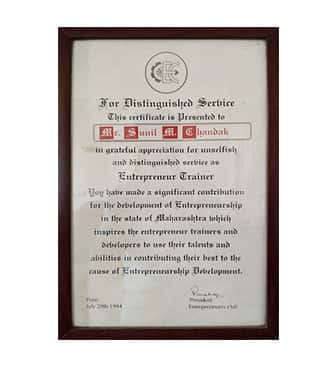 For Distinguished Service
This certificate is Presented to
Mr. Sunil M. Chandak
in grateful appreciation for unselfish
and distinguished service as
Entrepreneur Trainer
You have made a significant contribution
for the development of Entrepreneurship
in the state of Maharashtra which
inspires the entrepreneur trainers and
developers to use their talents and
abilities in contributing their best to the
cause of Entrepreneurship Development.
President
July 29th 1994
Entrepreneurs club